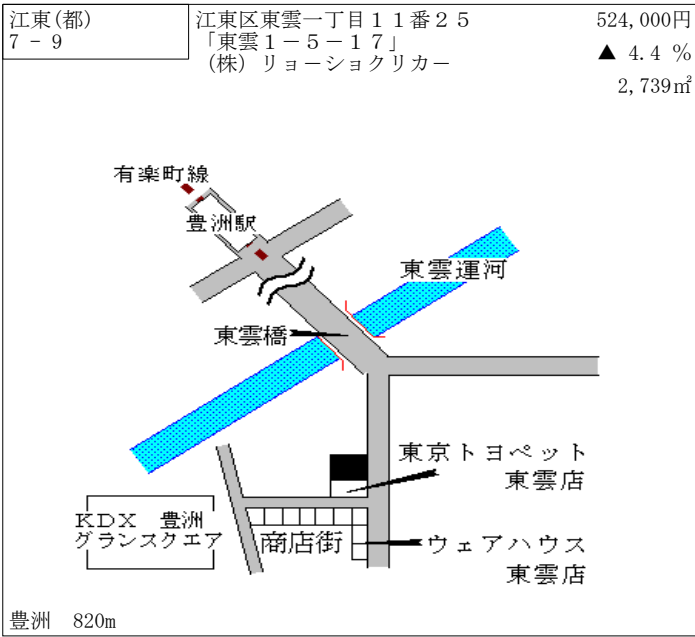 江東(都)
7 - 9
江東区東雲一丁目１１番２５
「東雲１－５－１７」
(株) リョーショクリカー
524,000円
▲ 4.4 %
2,739㎡
有楽町線
豊洲駅
東雲運河
東雲橋
東京トヨペット
東雲店
KDX 豊洲
グランスクエア
商店街
ウェアハウス
東雲店
豊洲 820m